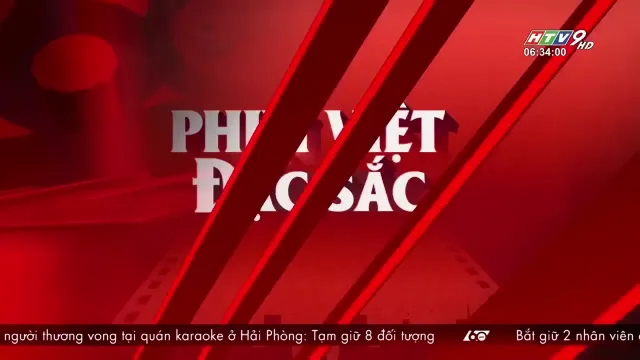 HTV9 HD
06:34:00
PHIM VIỆT
ĐẶC SẮC
người thương vong tại quán karaoke ở Hải Phòng: Tạm giữ 8 đối tượng 60 Bắt giữ 2 nhân viên